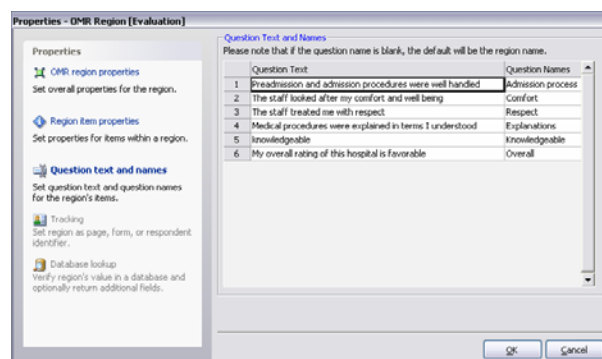 Properties - OMR Region [Evaluation]
Properties
OMR region properties
Set overall properties for the region.
Region item properties
Set properties for items within a region.
Question text and names
Set question text and question names
for the region's items.
Tracking
Set region as page, form, or respondent
identifier.
Database lookup
Verify region's value in a database and
optionally return additional fields.
Question Text and Names
Please note that if the question name is blank, the default will be the region name.
Question Text Question Names
1 Preadmission and admission procedures were well handled Admission process
2 The staff looked after my comfort and well being Comfort
3 The staff treated me with respect Respect
4 Medical procedures were explained in terms I understood Explanations
5 knowledgeable Knowledgeable
6 My overall rating of this hospital is favorable Overall
OK Cancel